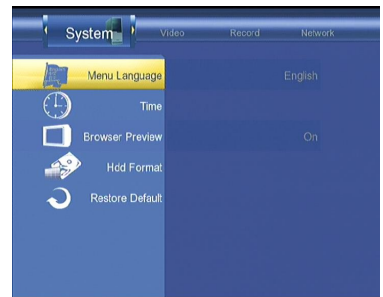 System Video Record Network
Menu Language English
Time
Browser Preview On
Hdd Format
Restore Default